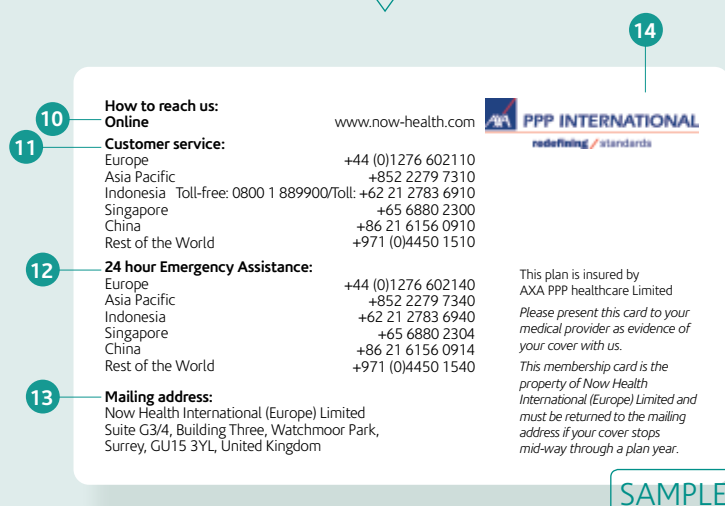 14
10
How to reach us:
Online www.now-health.com
AXA PPP INTERNATIONAL
redefining / standards
11
Customer service:
Europe +44 (0)1276 602110
Asia Pacific +852 2279 7310
Indonesia Toll-free: 0800 1 889900/Toll: +62 21 2783 6910
Singapore +65 6880 2300
China +86 21 6156 0910
Rest of the World +971 (0)4450 1510
12
24 hour Emergency Assistance:
Europe +44 (0)1276 602140
Asia Pacific +852 2279 7340
Indonesia +62 21 2783 6940
Singapore +65 6880 2304
China +86 21 6156 0914
Rest of the World +971 (0)4450 1540
13
Mailing address:
Now Health International (Europe) Limited
Suite G3/4, Building Three, Watchmoor Park,
Surrey, GU15 3YL, United Kingdom
This plan is insured by
AXA PPP healthcare Limited
Please present this card to your
medical provider as evidence of
your cover with us.
This membership card is the
property of Now Health
International (Europe) Limited and
must be returned to the mailing
address if your cover stops
mid-way through a plan year.
SAMPLE